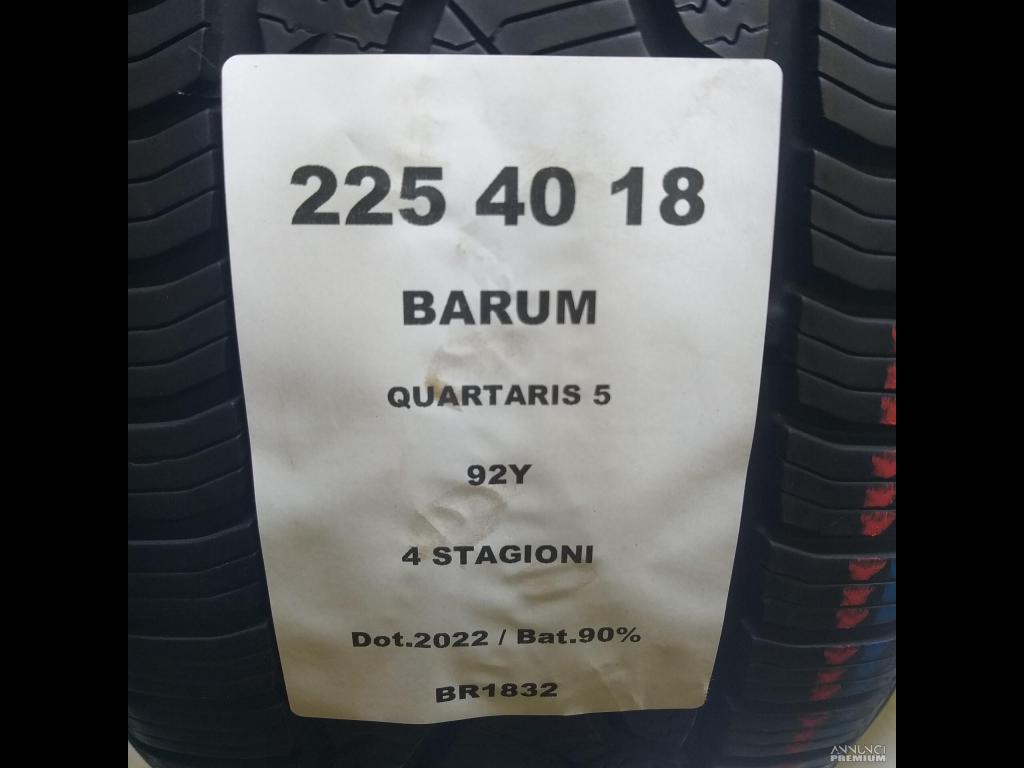 225 40 18
BARUM
QUARTARIS 5
92Y
4 STAGIONI
Dot.2022 / Bat.90%
BR1832
ANNUNCI
PREMIUM